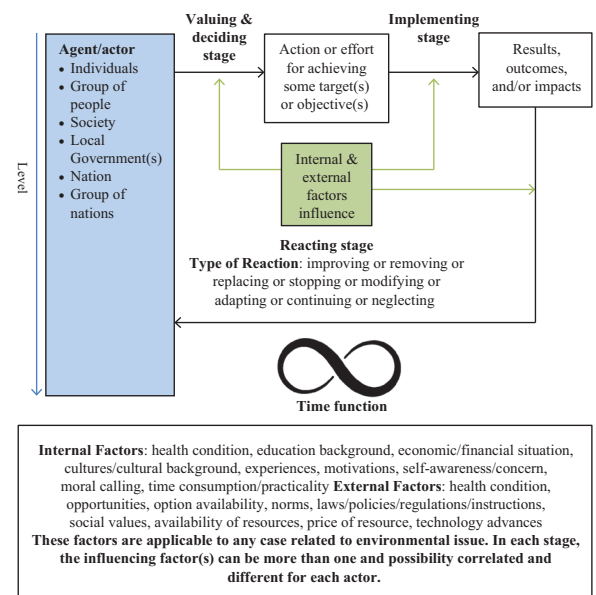 Valuing &
deciding
stage
Implementing
stage
Agent/actor
• Individuals
• Group of
people
• Society
• Local
Government(s)
• Nation
• Group of
nations
Action or effort
for achieving
some target(s)
or objective(s)
Results,
outcomes,
and/or impacts
Level
Internal &
external
factors
influence
Reacting stage
Type of Reaction: improving or removing or
replacing or stopping or modifying or
adapting or continuing or neglecting
Time function
Internal Factors: health condition, education background, economic/financial situation,
cultures/cultural background, experiences, motivations, self-awareness/concern,
moral calling, time consumption/practicality External Factors: health condition,
opportunities, option availability, norms, laws/policies/regulations/instructions,
social values, availability of resources, price of resource, technology advances
These factors are applicable to any case related to environmental issue. In each stage,
the influencing factor(s) can be more than one and possibility correlated and
different for each actor.